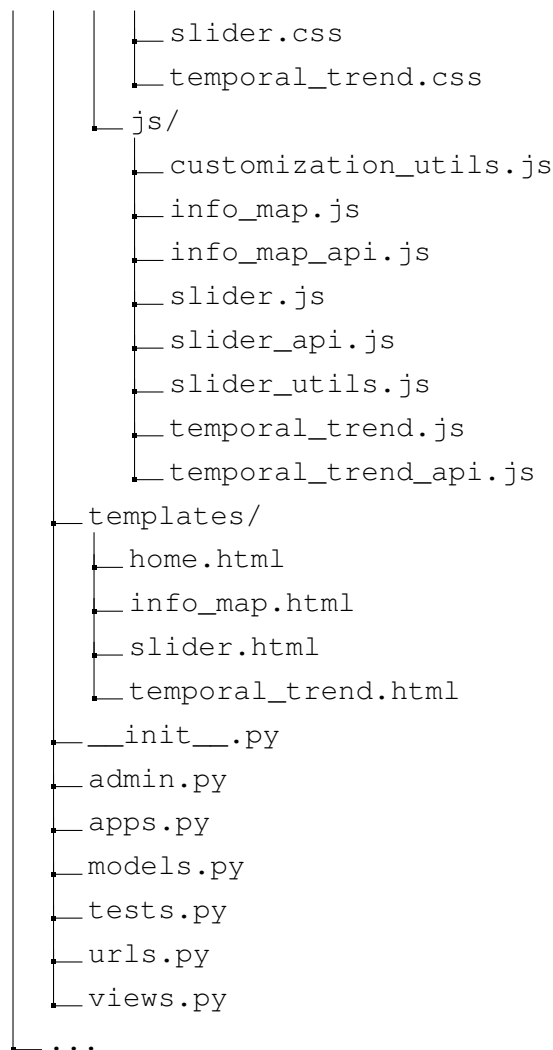 slider.css
temporal_trend.css
js/
customization_utils.js
info_map.js
info_map_api.js
slider.js
slider_api.js
slider_utils.js
temporal_trend.js
temporal_trend_api.js
templates/
home.html
info_map.html
slider.html
temporal_trend.html
__init__.py
admin.py
apps.py
models.py
tests.py
urls.py
views.py
...